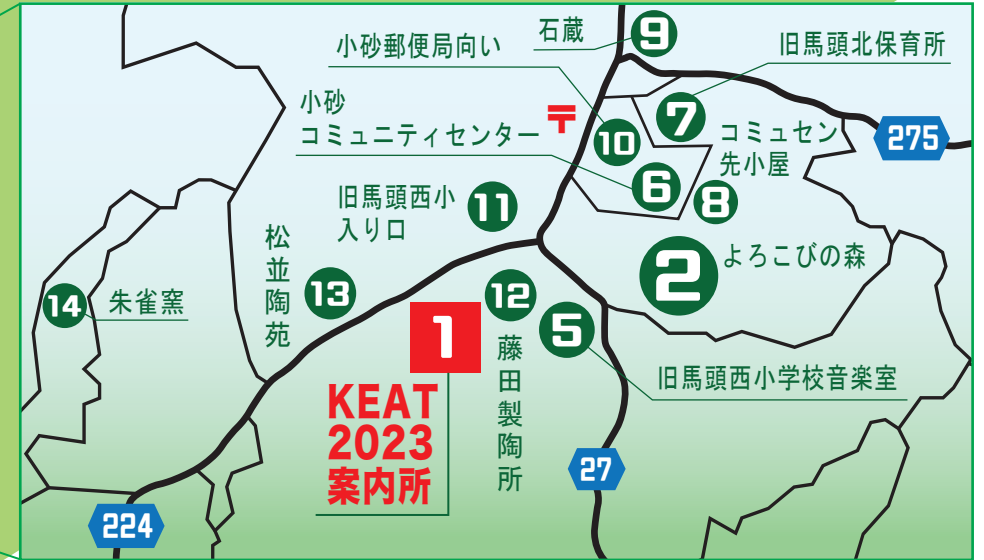 石蔵
9
小砂郵便局向い
旧馬頭北保育所
小砂
コミュニティセンター
〒
7
10
コミュセン
先小屋
275
6
8
旧馬頭西小
入り口
11
2
よろこびの森
松並陶苑
13
14
朱雀窯
12
藤田製陶所
1
5
KEAT
2023
案内所
旧馬頭西小学校音楽室
27
224